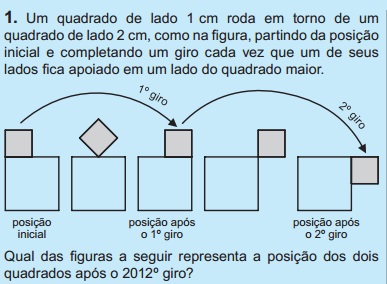 1. Um quadrado de lado 1 cm roda em torno de um
quadrado de lado 2 cm, como na figura, partindo da posição
inicial e completando um giro cada vez que um de seus
lados fica apoiado em um lado do quadrado maior.
1º giro
2º giro
posição
inicial
posição após
o 1º giro
posição após
o 2º giro
Qual das figuras a seguir representa a posição dos dois
quadrados após o 2012º giro?